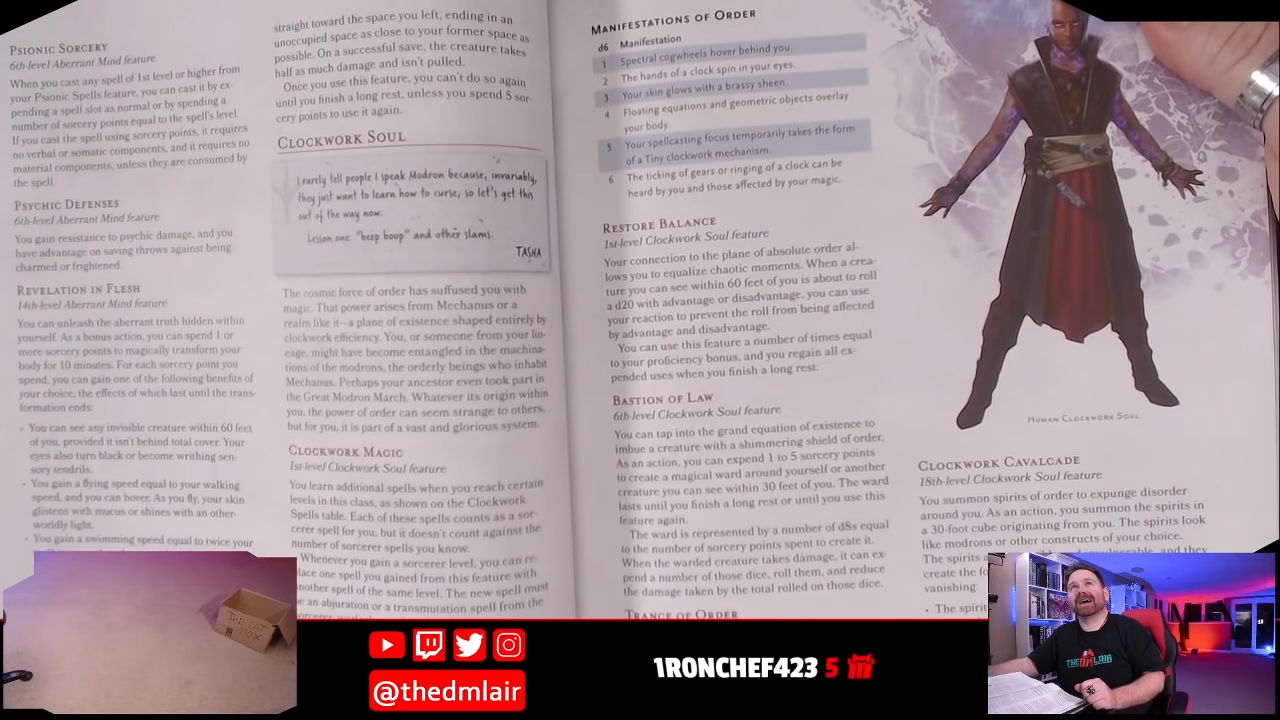 PSIONIC SORCERY
6th-level Aberrant Mind feature
When you cast any spell of 1st level or higher from
your Psionic Spells feature, you can cast it by ex-
pending a spell slot as normal or by spending a
number of sorcery points equal to the spell's level.
If you cast the spell using sorcery points, it requires
no verbal or somatic components, and it requires no
material components, unless they are consumed by
the spell.
PSYCHIC DEFENSES
6th-level Aberrant Mind feature
You gain resistance to psychic damage, and you
have advantage on saving throws against being
charmed or frightened.
REVELATION IN FLESH
14th-level Aberrant Mind feature
You can unleash the aberrant truth hidden within
yourself. As a bonus action, you can spend 1 or
more sorcery points to magically transform your
body for 10 minutes. For each sorcery point you
spend, you can gain one of the following benefits of
your choice, the effects of which last until the trans-
formation ends:
• You can see any invisible creature within 60 feet
of you, provided it isn't behind total cover. Your
eyes also turn black or become writhing sen-
sory tendrils.
• You gain a flying speed equal to your walking
speed, and you can hover. As you fly, your skin
glistens with mucus or shines with an other-
worldly light.
• You gain a swimming speed equal to twice your
straight toward the space you left, ending in an
unoccupied space as close to your former space as
possible. On a successful save, the creature takes
half as much damage and isn't pulled.
Once you use this feature, you can't do so again
until you finish a long rest, unless you spend 5 sor-
cery points to use it again.
CLOCKWORK SOUL
I rarely tell people I speak Modron because, invariably,
they just want to learn how to curse, so let's get this
out of the way now.
Lesson one: "beep boop" and other slams.
TASHA
The cosmic force of order has suffused you with
magic. That power arises from Mechanus or a
realm like it—a plane of existence shaped entirely by
clockwork efficiency. You, or someone from your lin-
eage, might have become entangled in the machina-
tions of the modrons, the orderly beings who inhabit
Mechanus. Perhaps your ancestor even took part in
the Great Modron March. Whatever its origin within
you, the power of order can seem strange to others,
but for you, it is part of a vast and glorious system.
CLOCKWORK MAGIC
1st-level Clockwork Soul feature
You learn additional spells when you reach certain
levels in this class, as shown on the Clockwork
Spells table. Each of these spells counts as a sor-
cerer spell for you, but it doesn't count against the
number of sorcerer spells you know.
Whenever you gain a sorcerer level, you can re-
place one spell you gained from this feature with
another spell of the same level. The new spell must
be an abjuration or a transmutation spell from the
MANIFESTATIONS OF ORDER
d6 Manifestation
1 Spectral cogwheels hover behind you.
2 The hands of a clock spin in your eyes.
3 Your skin glows with a brassy sheen.
4 Floating equations and geometric objects overlay
your body.
5 Your spellcasting focus temporarily takes the form
of a Tiny clockwork mechanism.
6 The ticking of gears or ringing of a clock can be
heard by you and those affected by your magic.
RESTORE BALANCE
1st-level Clockwork Soul feature
Your connection to the plane of absolute order al-
lows you to equalize chaotic moments. When a crea-
ture you can see within 60 feet of you is about to roll
a d20 with advantage or disadvantage, you can use
your reaction to prevent the roll from being affected
by advantage and disadvantage.
You can use this feature a number of times equal
to your proficiency bonus, and you regain all ex-
pended uses when you finish a long rest.
BASTION OF LAW
6th-level Clockwork Soul feature
You can tap into the grand equation of existence to
imbue a creature with a shimmering shield of order.
As an action, you can expend 1 to 5 sorcery points
to create a magical ward around yourself or another
creature you can see within 30 feet of you. The ward
lasts until you finish a long rest or until you use this
feature again.
The ward is represented by a number of d8s equal
to the number of sorcery points spent to create it.
When the warded creature takes damage, it can ex-
pend a number of those dice, roll them, and reduce
the damage taken by the total rolled on those dice.
TRANCE OF ORDER
HUMAN CLOCKWORK SOUL
CLOCKWORK CAVALCADE
18th-level Clockwork Soul feature
You summon spirits of order to expunge disorder
around you. As an action, you summon the spirits in
a 30-foot cube originating from you. The spirits look
like modrons or other constructs of your choice.
The spirits
create the
vanishing
• The spirit
THE CAT
BOX
@thedmlair
1RONCHEF423 5
THE DM LAIR